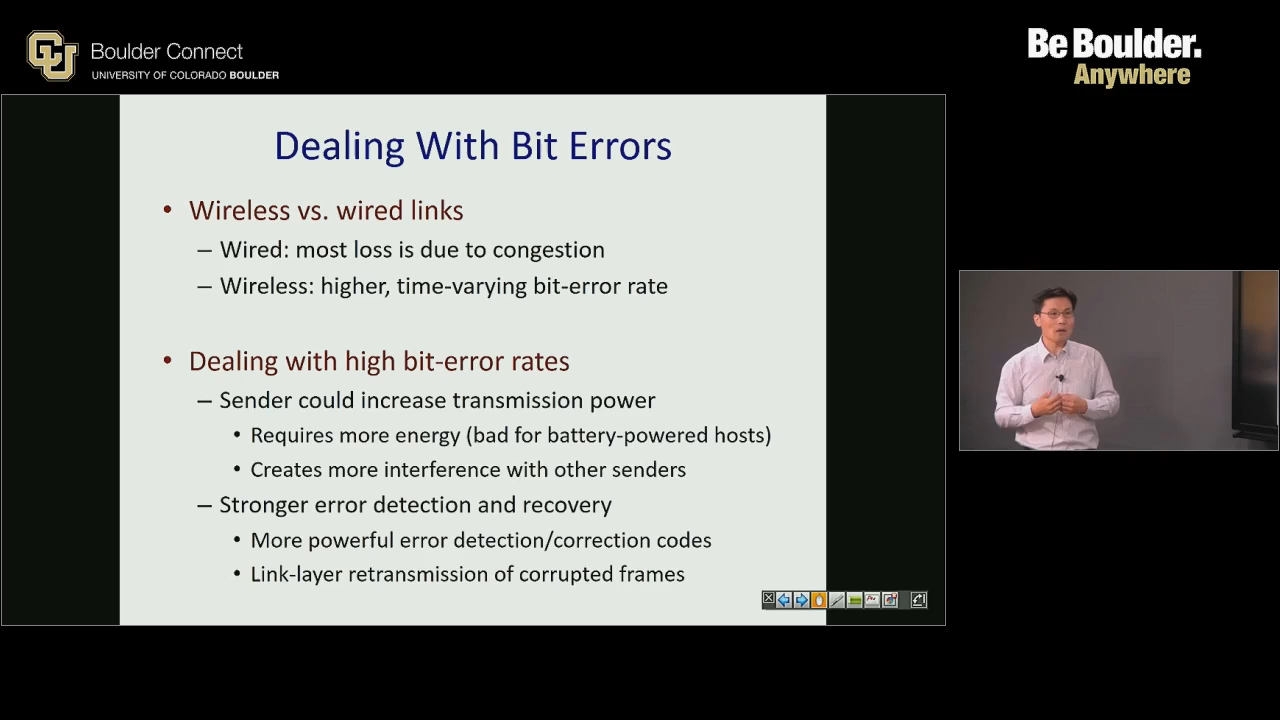 CU
Boulder Connect
UNIVERSITY OF COLORADO BOULDER
Be Boulder.
Anywhere
Dealing With Bit Errors
• Wireless vs. wired links
– Wired: most loss is due to congestion
– Wireless: higher, time-varying bit-error rate
• Dealing with high bit-error rates
– Sender could increase transmission power
• Requires more energy (bad for battery-powered hosts)
• Creates more interference with other senders
– Stronger error detection and recovery
• More powerful error detection/correction codes
• Link-layer retransmission of corrupted frames